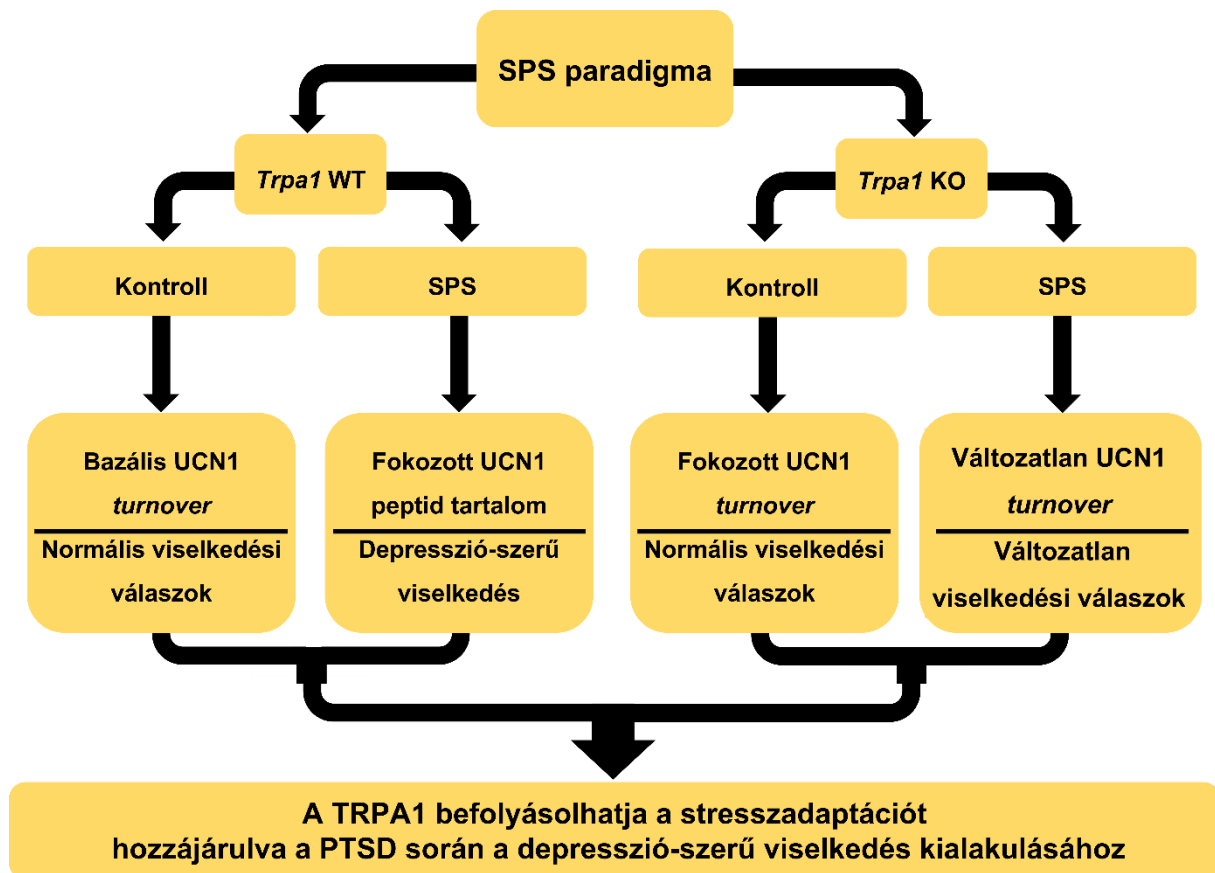 SPS paradigma
Trpa1 WT
Trpa1 KO
Kontroll
SPS
Kontroll
SPS
Bazális UCN1
turnover
Normális viselkedési
válaszok
Fokozott UCN1
peptid tartalom
Depresszió-szerű
viselkedés
Fokozott UCN1
turnover
Normális viselkedési
válaszok
Változatlan UCN1
turnover
Változatlan
viselkedési válaszok
A TRPA1 befolyásolhatja a stresszadaptációt
hozzájárulva a PTSD során a depresszió-szerű viselkedés kialakulásához